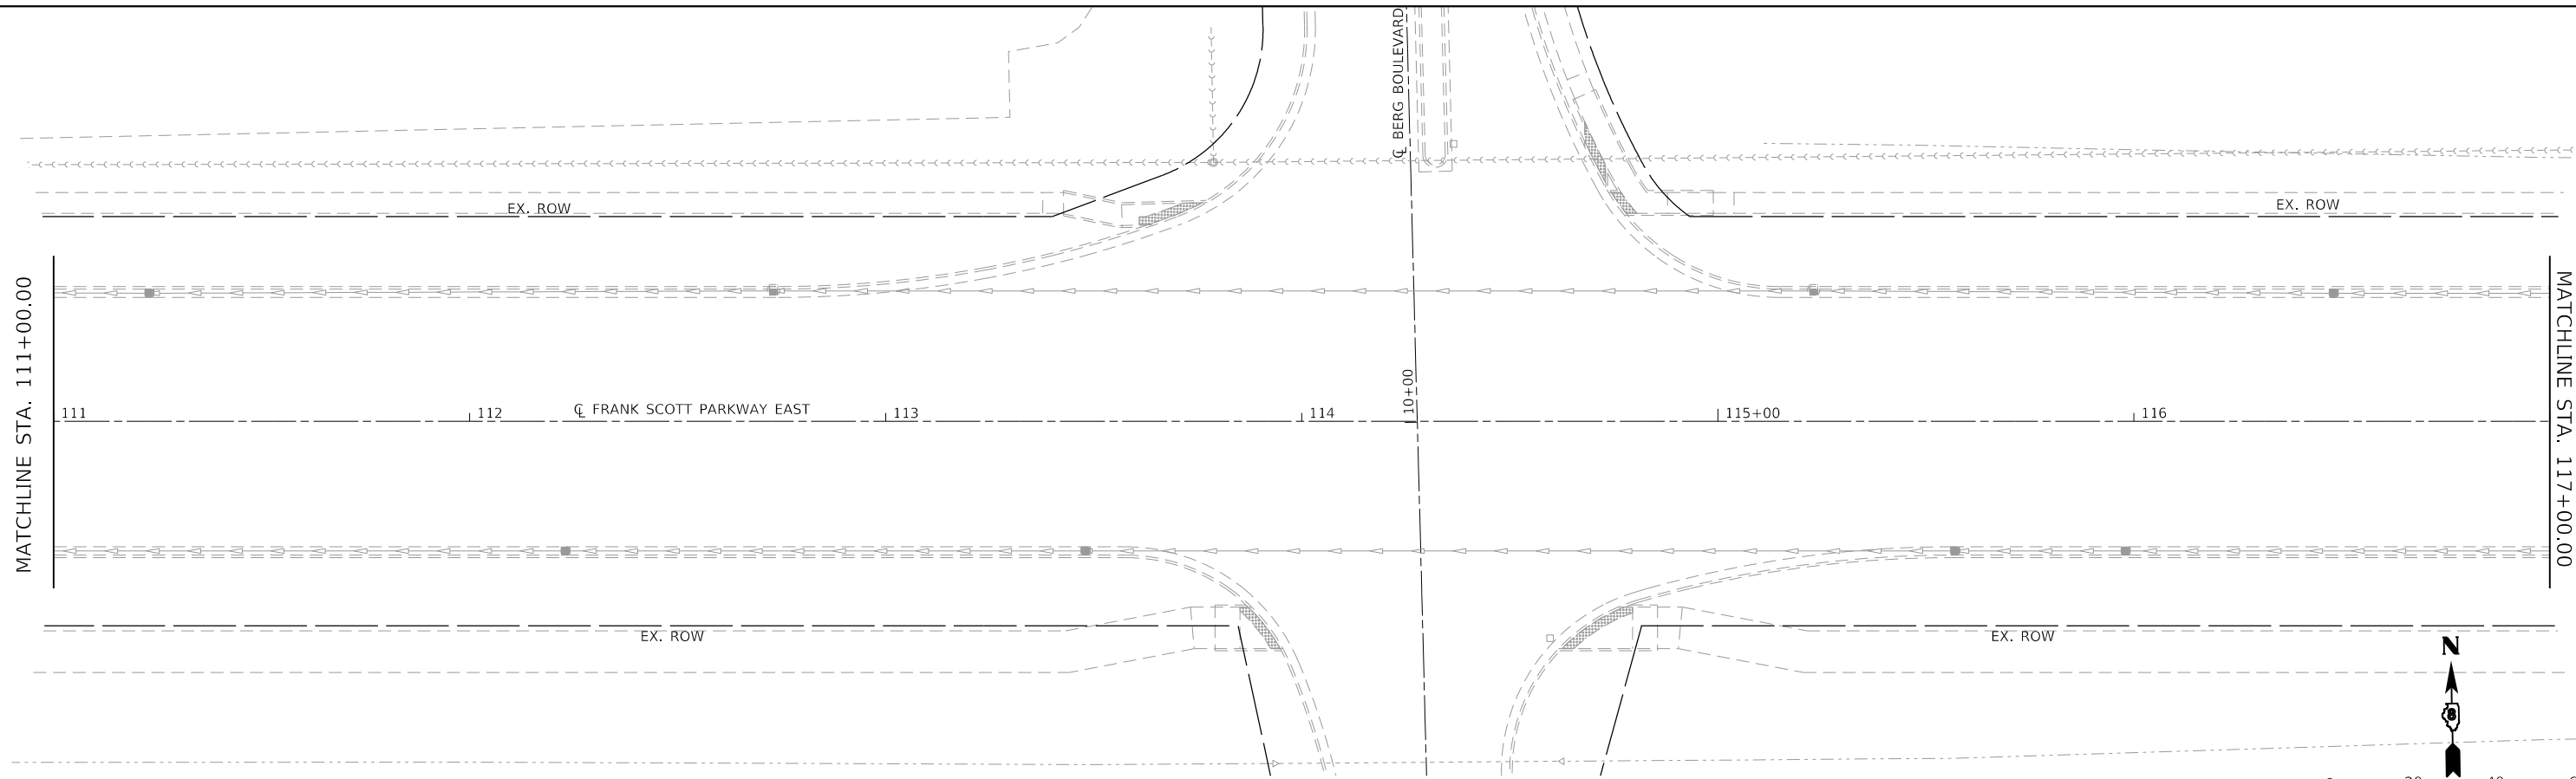 ℄ BERG BOULEVARD
EX. ROW
EX. ROW
MATCHLINE STA. 111+00.00
MATCHLINE STA. 117+00.00
10+00
111
112
℄ FRANK SCOTT PARKWAY EAST
113
114
115+00
116
EX. ROW
EX. ROW
N
8